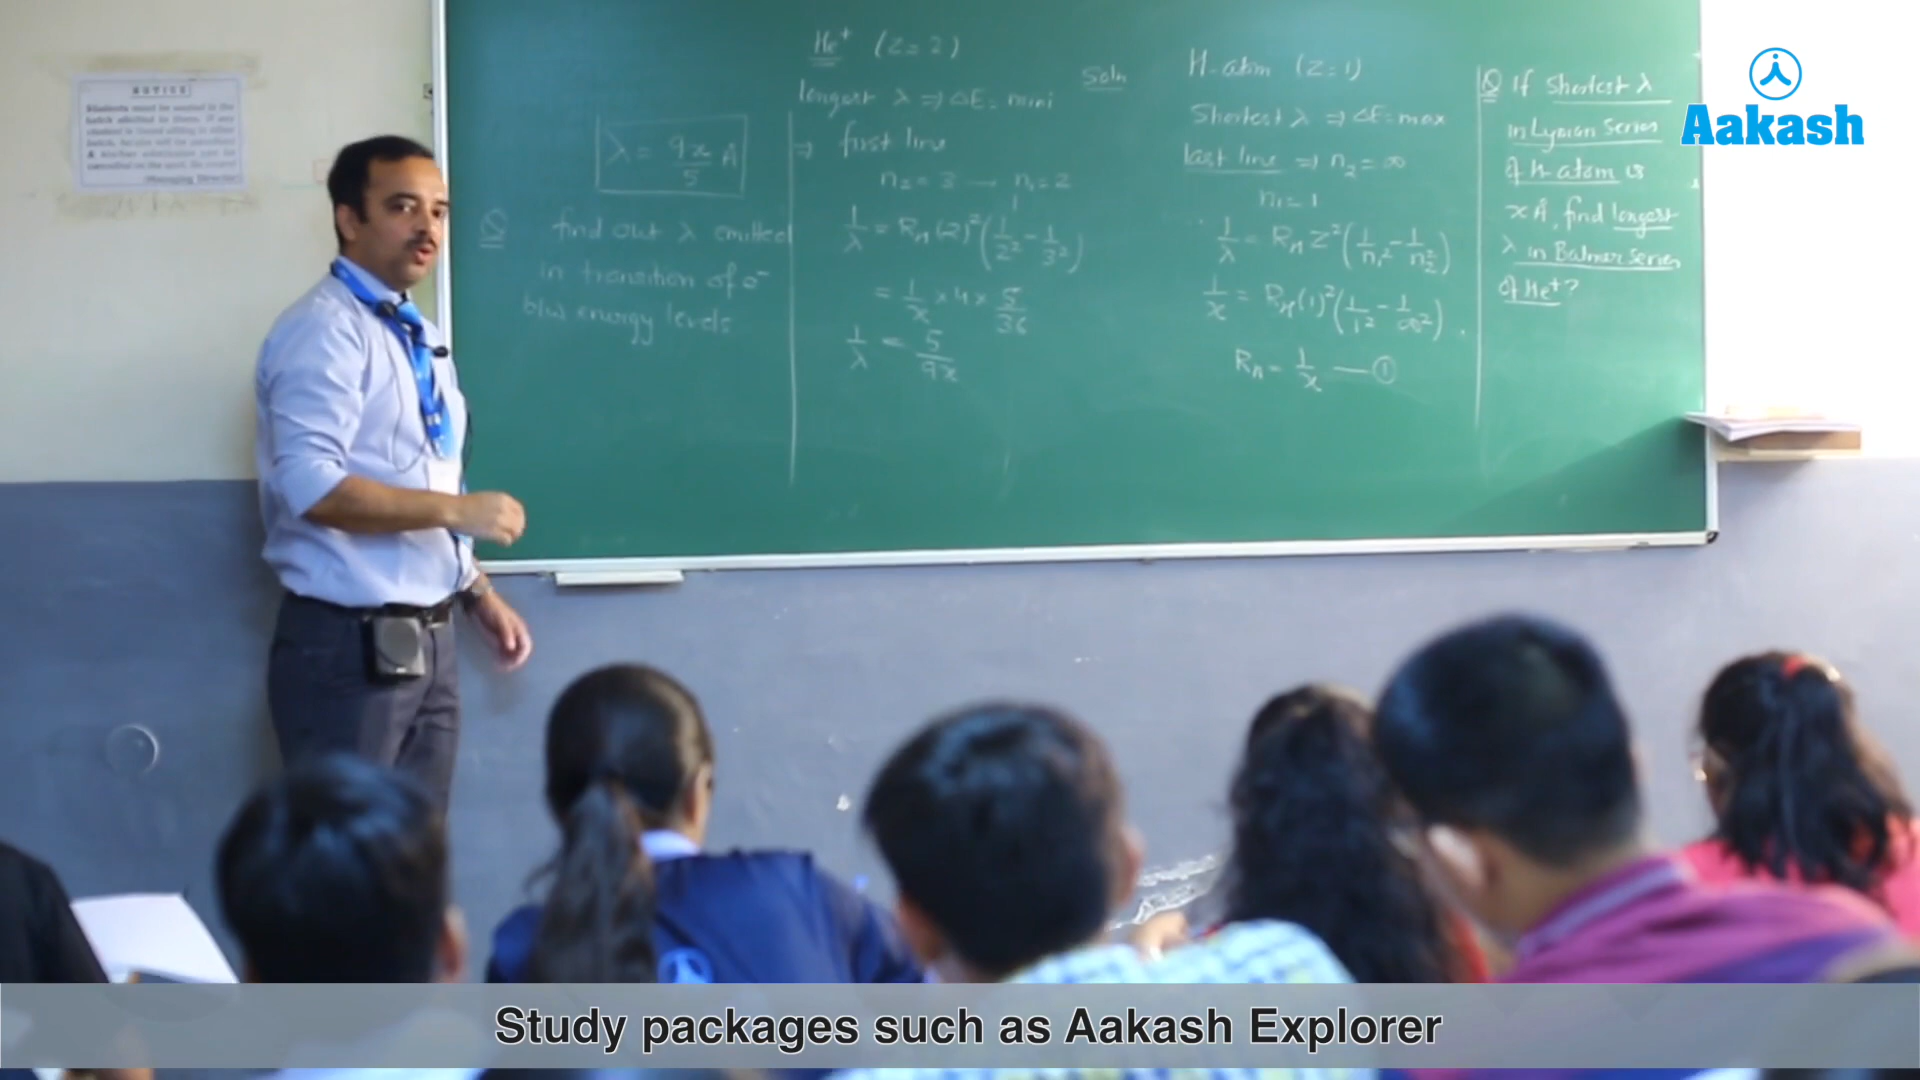 NOTICE
He⁺ (Z=2)
longest λ ⇒ ΔE = mini
⇒ first line
n₂ = 3 — n₁ = 2
1/λ = R_H (2)² (1/2² - 1/3²)
= 1/x × 4 × 5/36
1/λ = 5/9x
λ = 9x/5 Å
Q find out λ emitted
in transition of e⁻
b/w energy levels
Soln
H-atom (Z=1)
Shortest λ ⇒ ΔE = max
last line ⇒ n₂ = ∞
n₁ = 1
1/λ = R_H Z² (1/n₁² - 1/n₂²)
1/x = R_H (1)² (1/1² - 1/∞²)
R_H = 1/x — ①
Q If Shortest λ
in Lyman Series
of H-atom is
x Å, find longest
λ in Balmer series
of He⁺?
Aakash
Study packages such as Aakash Explorer